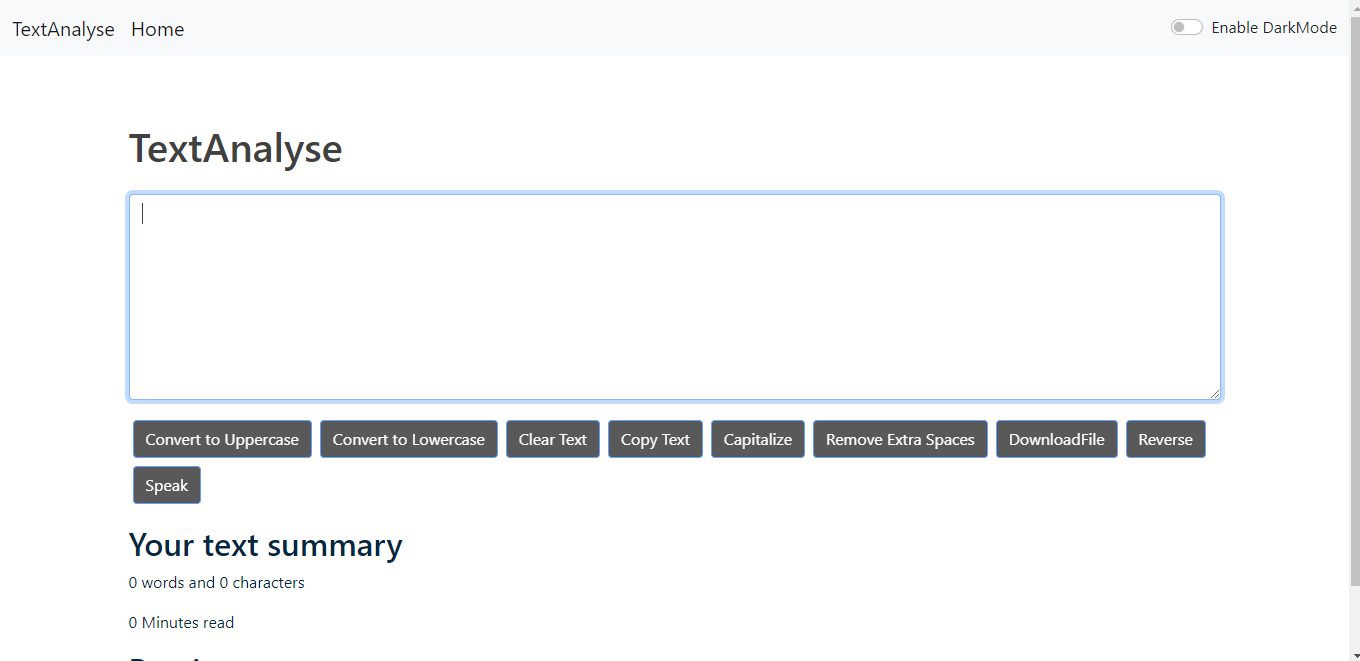 TextAnalyse Home Enable DarkMode
TextAnalyse
Convert to Uppercase Convert to Lowercase Clear Text Copy Text Capitalize Remove Extra Spaces DownloadFile Reverse
Speak
Your text summary
0 words and 0 characters
0 Minutes read